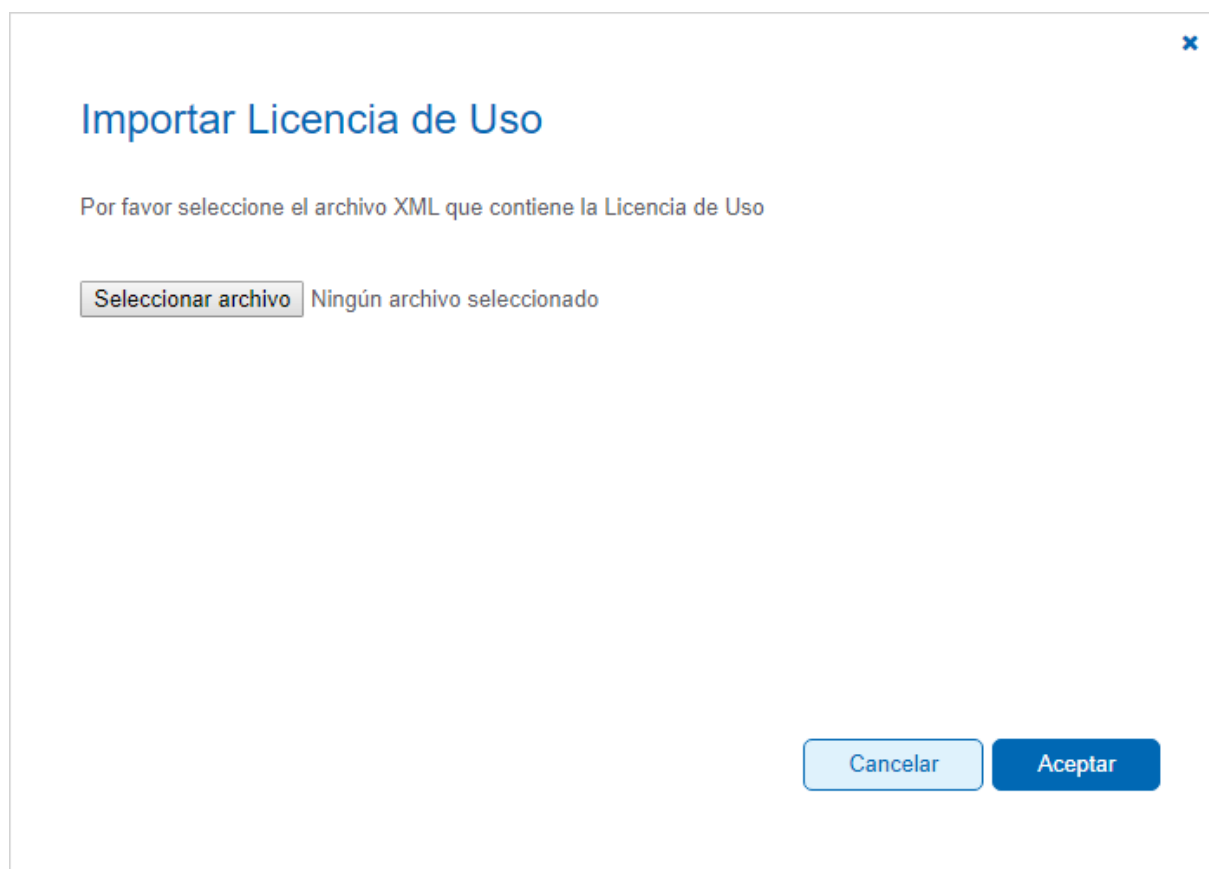 Importar Licencia de Uso
Por favor seleccione el archivo XML que contiene la Licencia de Uso
Seleccionar archivo Ningún archivo seleccionado
Cancelar Aceptar